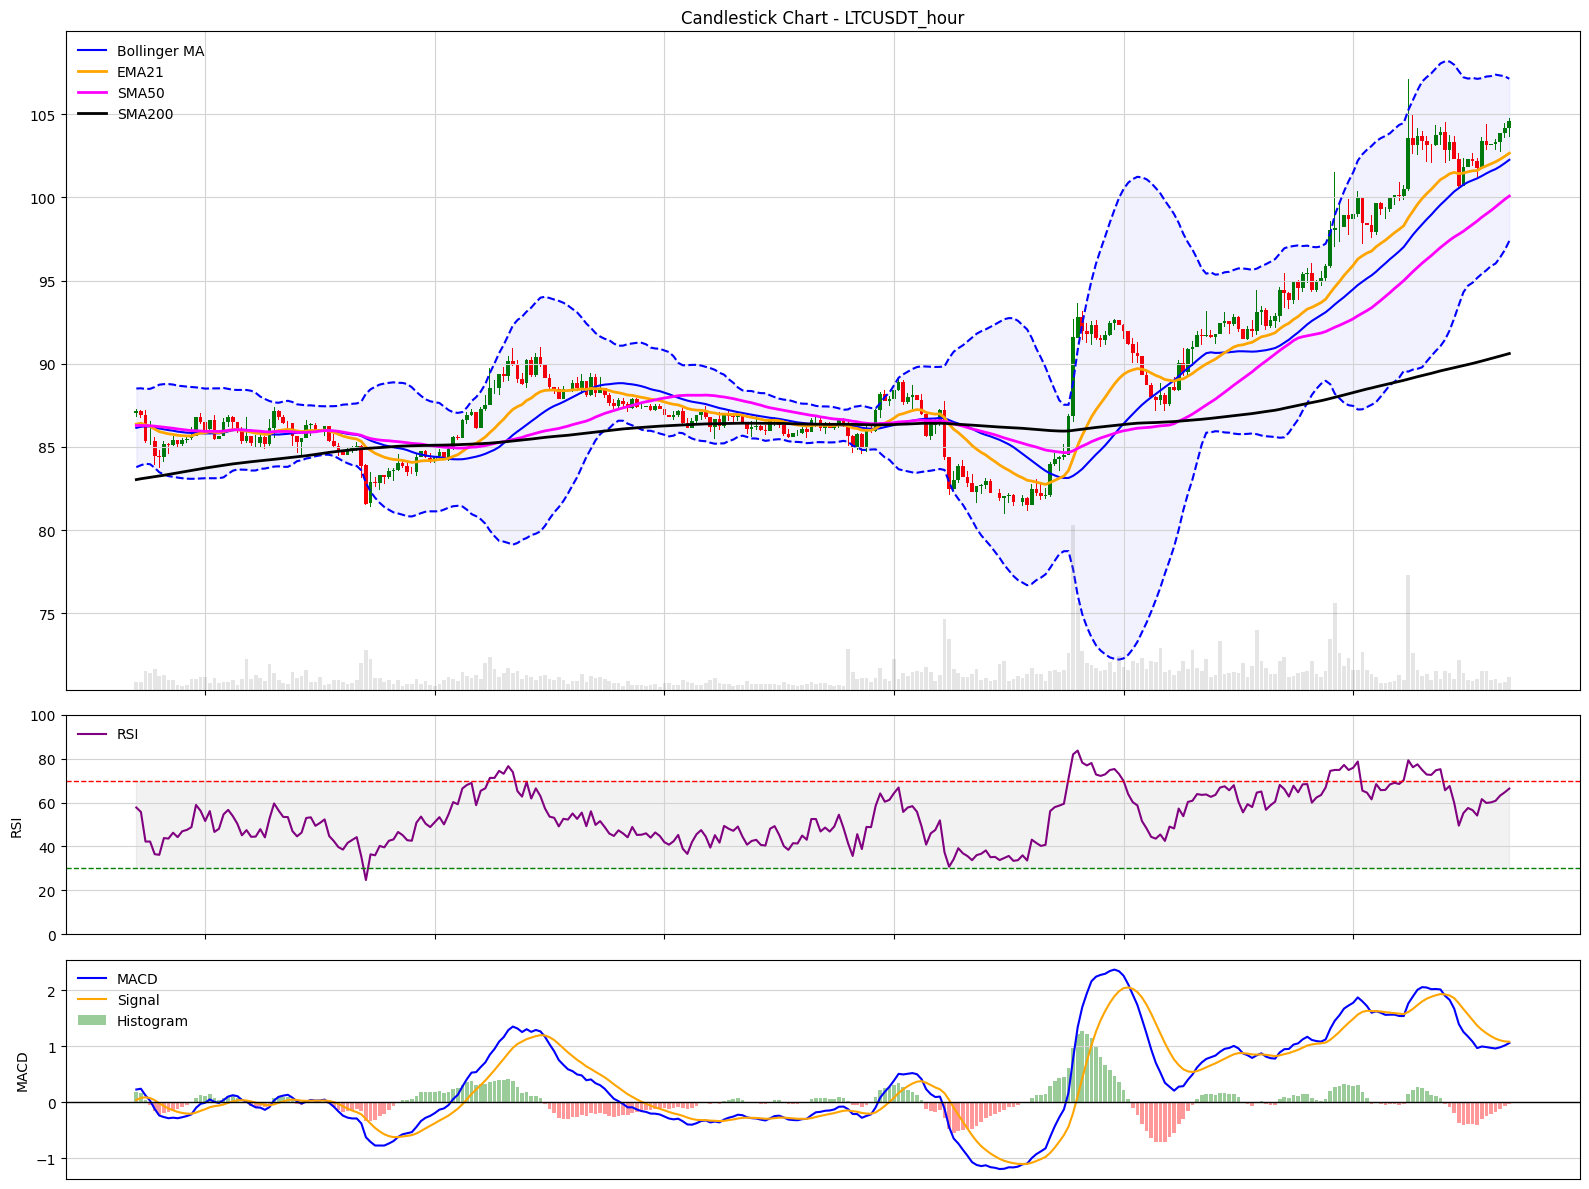 Candlestick Chart - LTCUSDT_hour
Bollinger MA
EMA21
SMA50
SMA200
105
100
95
90
85
80
75
RSI
100
80
60
40
20
0
RSI
MACD
Signal
Histogram
2
1
0
−1
MACD